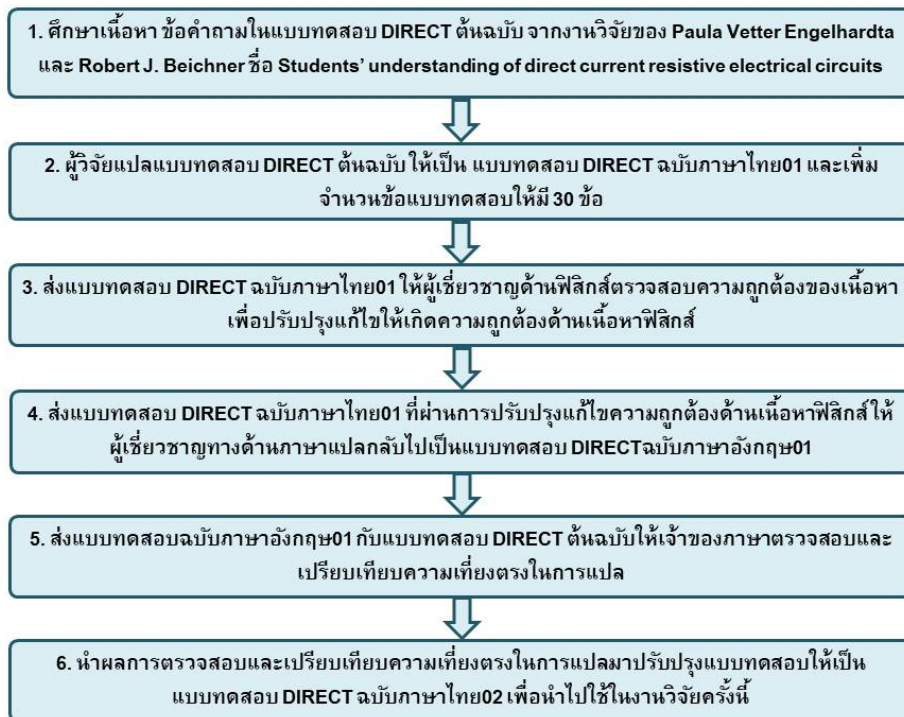 1. ศึกษาเนื้อหา ข้อคำถามในแบบทดสอบ DIRECT ต้นฉบับ จากงานวิจัยของ Paula Vetter Engelhardta
และ Robert J. Beichner ชื่อ Students’ understanding of direct current resistive electrical circuits
2. ผู้วิจัยแปลแบบทดสอบ DIRECT ต้นฉบับ ให้เป็น แบบทดสอบ DIRECT ฉบับภาษาไทย01 และเพิ่ม
จำนวนข้อแบบทดสอบให้มี 30 ข้อ
3. ส่งแบบทดสอบ DIRECT ฉบับภาษาไทย01 ให้ผู้เชี่ยวชาญด้านฟิสิกส์ตรวจสอบความถูกต้องของเนื้อหา
เพื่อปรับปรุงแก้ไขให้เกิดความถูกต้องด้านเนื้อหาฟิสิกส์
4. ส่งแบบทดสอบ DIRECT ฉบับภาษาไทย01 ที่ผ่านการปรับปรุงแก้ไขความถูกต้องด้านเนื้อหาฟิสิกส์ ให้
ผู้เชี่ยวชาญทางด้านภาษาแปลกลับไปเป็นแบบทดสอบ DIRECTฉบับภาษาอังกฤษ01
5. ส่งแบบทดสอบฉบับภาษาอังกฤษ01 กับแบบทดสอบ DIRECT ต้นฉบับให้เจ้าของภาษาตรวจสอบและ
เปรียบเทียบความเที่ยงตรงในการแปล
6. นำผลการตรวจสอบและเปรียบเทียบความเที่ยงตรงในการแปลมาปรับปรุงแบบทดสอบให้เป็น
แบบทดสอบ DIRECT ฉบับภาษาไทย02 เพื่อนำไปใช้ในงานวิจัยครั้งนี้